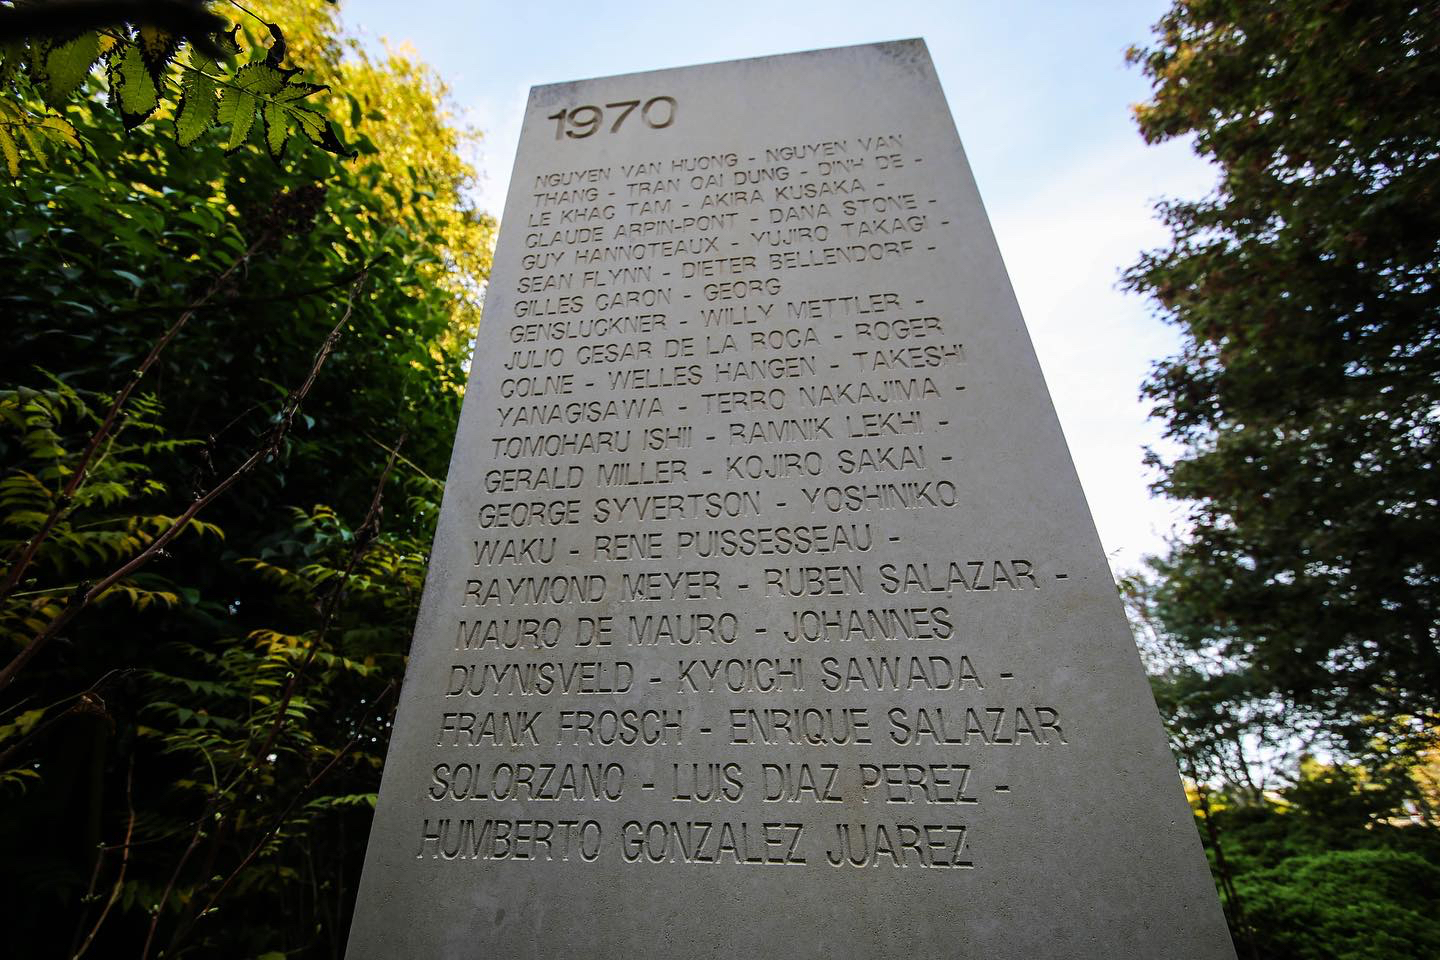 1970
NGUYEN VAN HUONG - NGUYEN VAN
THANG - TRAN OAI DUNG - DINH DE -
LE KHAC TAM - AKIRA KUSAKA -
CLAUDE ARPIN-PONT - DANA STONE -
GUY HANNOTEAUX - YUJIRO TAKAGI -
SEAN FLYNN - DIETER BELLENDORF -
GILLES CARON - GEORG
GENSLUCKNER - WILLY METTLER -
JULIO CESAR DE LA ROCA - ROGER
COLNE - WELLES HANGEN - TAKESHI
YANAGISAWA - TERRO NAKAJIMA -
TOMOHARU ISHII - RAMNIK LEKHI -
GERALD MILLER - KOJIRO SAKAI -
GEORGE SYVERTSON - YOSHINIKO
WAKU - RENE PUISSESSEAU -
RAYMOND MEYER - RUBEN SALAZAR -
MAURO DE MAURO - JOHANNES
DUYNISVELD - KYOICHI SAWADA -
FRANK FROSCH - ENRIQUE SALAZAR
SOLORZANO - LUIS DIAZ PEREZ -
HUMBERTO GONZALEZ JUAREZ